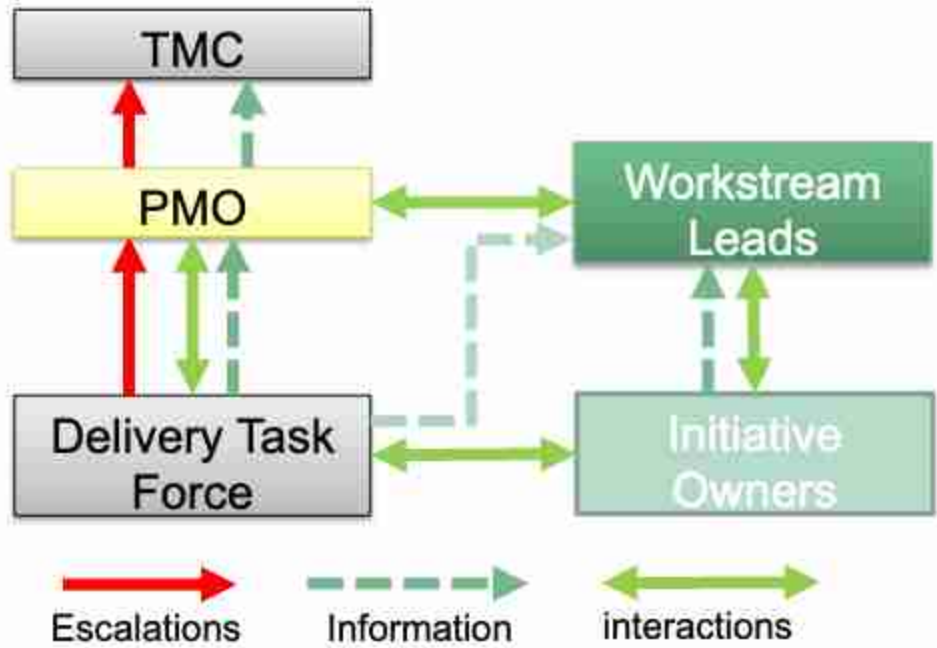 TMC
PMO
Workstream
Leads
Delivery Task
Force
Initiative
Owners
Escalations
Information
interactions